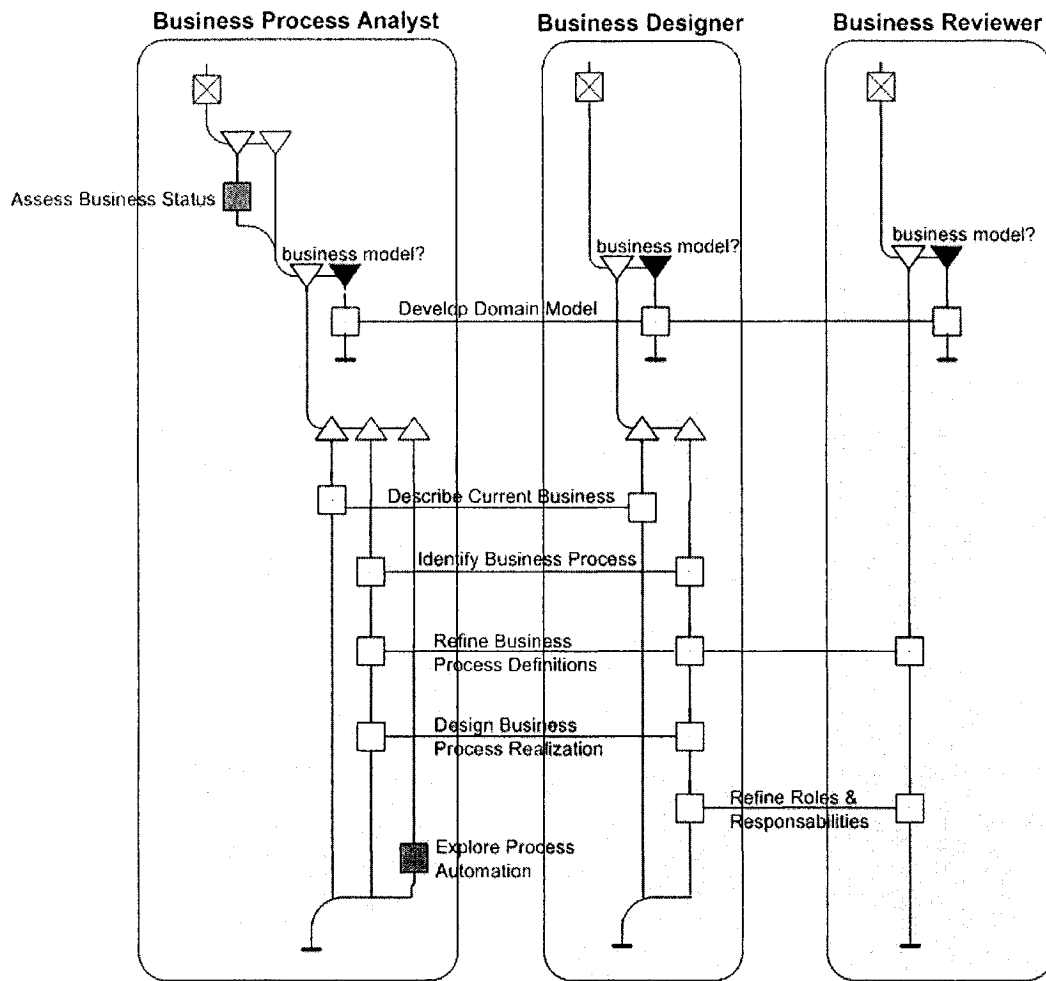 Business Process Analyst
Business Designer
Business Reviewer
Assess Business Status
business model?
business model?
business model?
Develop Domain Model
Describe Current Business
Identify Business Process
Refine Business
Process Definitions
Design Business
Process Realization
Refine Roles &
Responsabilities
Explore Process
Automation